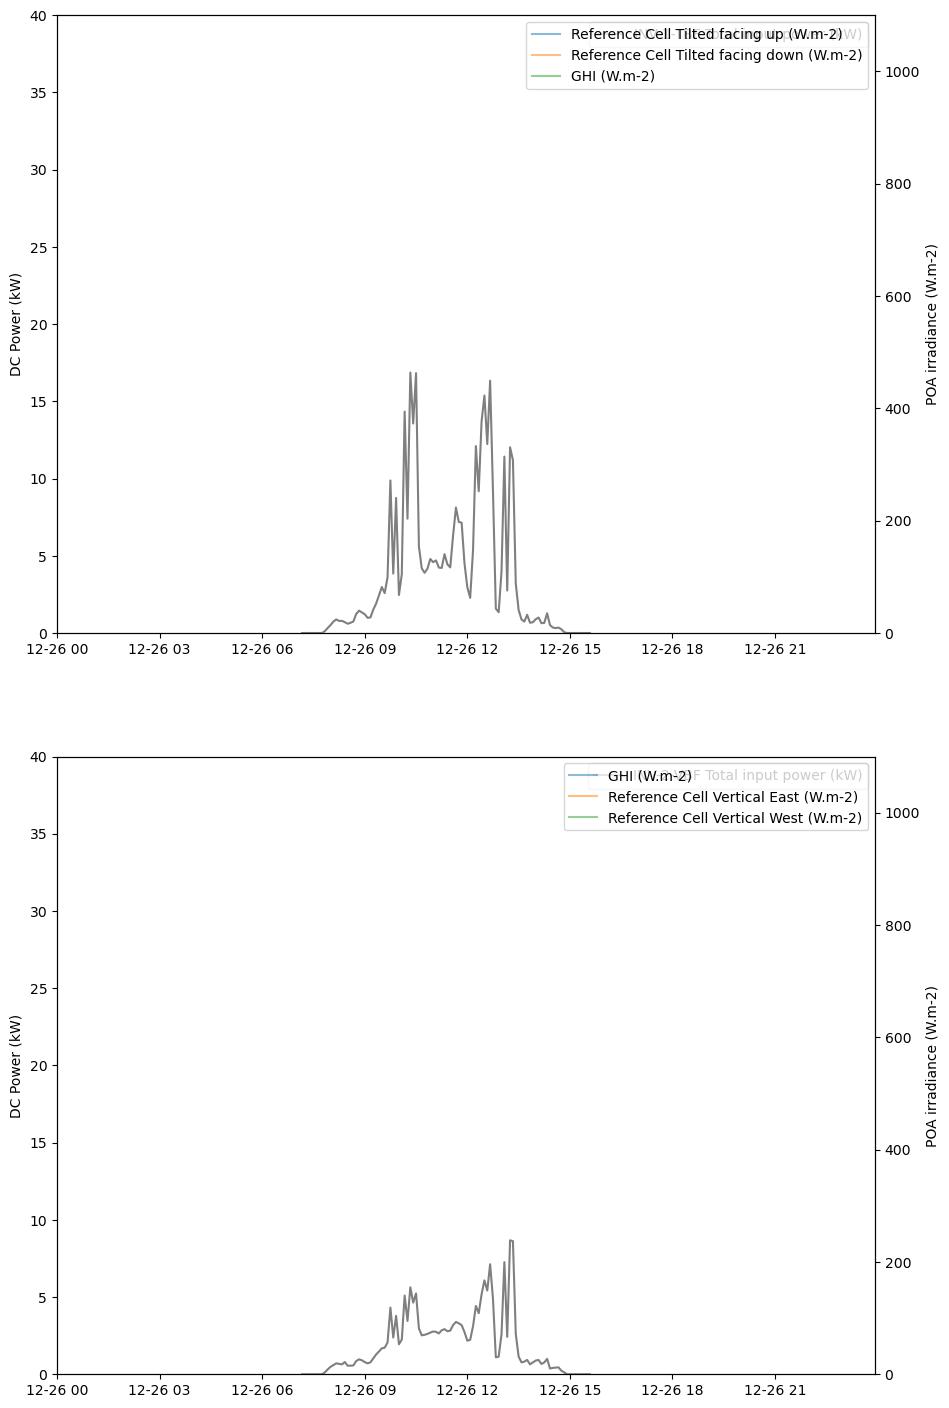 40
35
30
25
20
15
10
5
0
DC Power (kW)
Reference Cell Tilted facing up (W.m-2)
kW)
Reference Cell Tilted facing down (W.m-2)
GHI (W.m-2)
1000
800
600
400
200
0
POA irradiance (W.m-2)
12-26 00 12-26 03 12-26 06 12-26 09 12-26 12 12-26 15 12-26 18 12-26 21
40
35
30
25
20
15
10
5
0
DC Power (kW)
GHI (W.m-2) Total input power (kW)
Reference Cell Vertical East (W.m-2)
Reference Cell Vertical West (W.m-2)
1000
800
600
400
200
0
POA irradiance (W.m-2)
12-26 00 12-26 03 12-26 06 12-26 09 12-26 12 12-26 15 12-26 18 12-26 21